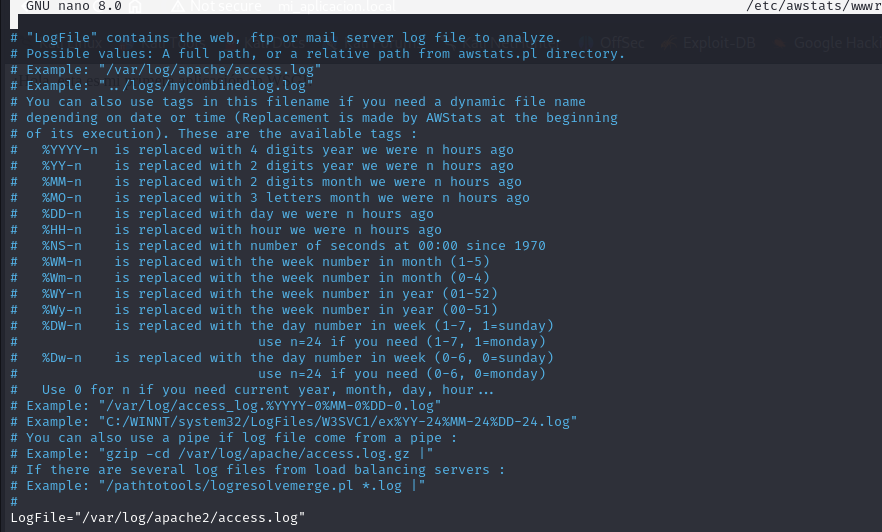 GNU nano 8.0 /etc/awstats/wwwr
Not secure mi_aplicacion.local
# "LogFile" contains the web, ftp or mail server log file to analyze.
# Possible values: A full path, or a relative path from awstats.pl directory.
OffSec Exploit-DB Google Hacki
# Example: "/var/log/apache/access.log"
# Example: "../logs/mycombinedlog.log"
# You can also use tags in this filename if you need a dynamic file name
# depending on date or time (Replacement is made by AWStats at the beginning
# of its execution). These are the available tags :
#   %YYYY-n  is replaced with 4 digits year we were n hours ago
#   %YY-n    is replaced with 2 digits year we were n hours ago
#   %MM-n    is replaced with 2 digits month we were n hours ago
#   %MO-n    is replaced with 3 letters month we were n hours ago
#   %DD-n    is replaced with day we were n hours ago
#   %HH-n    is replaced with hour we were n hours ago
#   %NS-n    is replaced with number of seconds at 00:00 since 1970
#   %WM-n    is replaced with the week number in month (1-5)
#   %Wm-n    is replaced with the week number in month (0-4)
#   %WY-n    is replaced with the week number in year (01-52)
#   %Wy-n    is replaced with the week number in year (00-51)
#   %DW-n    is replaced with the day number in week (1-7, 1=sunday)
#                              use n=24 if you need (1-7, 1=monday)
#   %Dw-n    is replaced with the day number in week (0-6, 0=sunday)
#                              use n=24 if you need (0-6, 0=monday)
#   Use 0 for n if you need current year, month, day, hour...
# Example: "/var/log/access_log.%YYYY-0%MM-0%DD-0.log"
# Example: "C:/WINNT/system32/LogFiles/W3SVC1/ex%YY-24%MM-24%DD-24.log"
# You can also use a pipe if log file come from a pipe :
# Example: "gzip -cd /var/log/apache/access.log.gz |"
# If there are several log files from load balancing servers :
# Example: "/pathtotools/logresolvemerge.pl *.log |"
#
LogFile="/var/log/apache2/access.log"